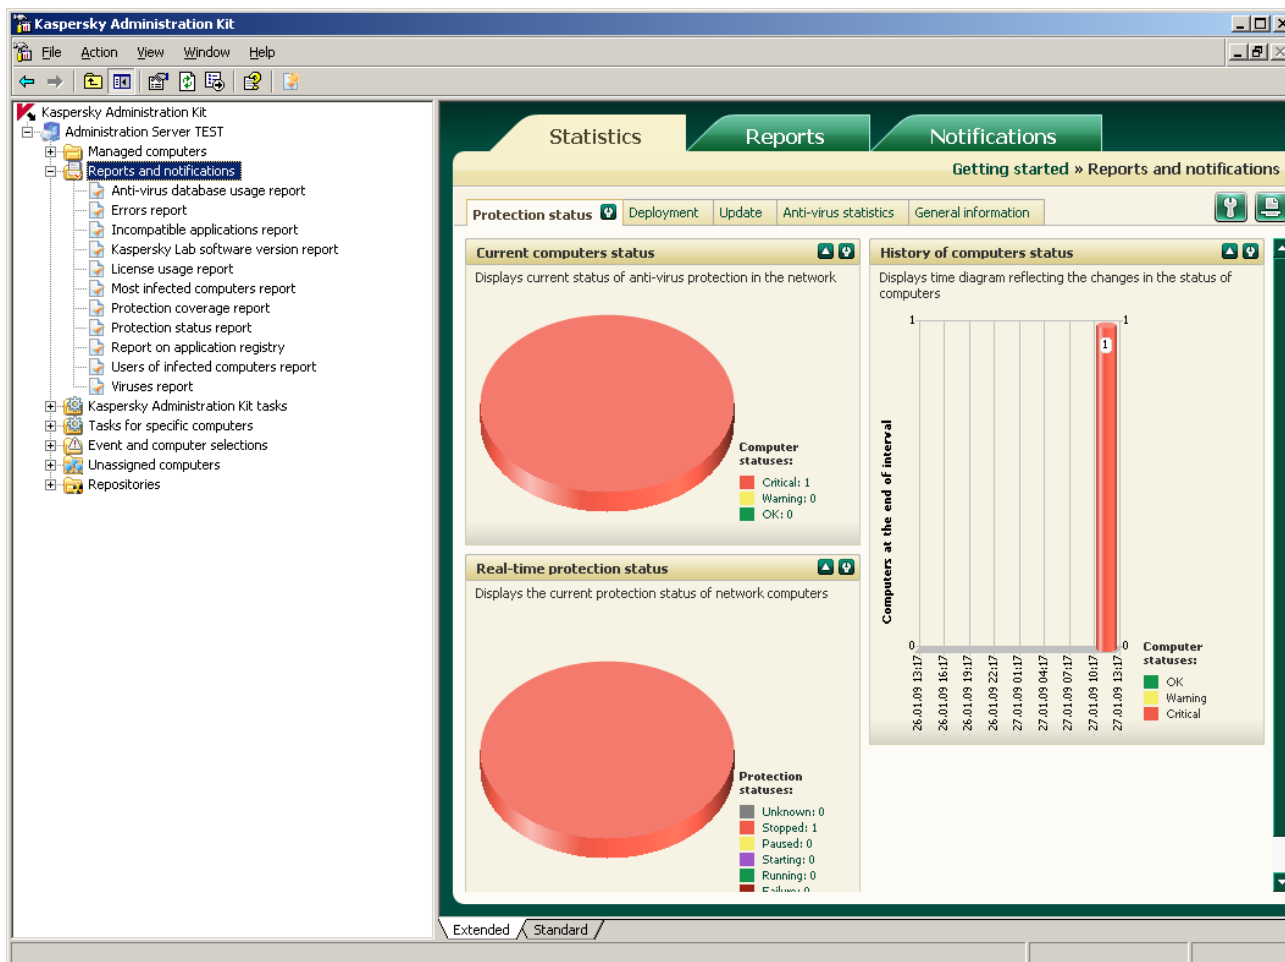 Kaspersky Administration Kit
File Action View Window Help
Kaspersky Administration Kit
Administration Server TEST
Managed computers
Reports and notifications
Anti-virus database usage report
Errors report
Incompatible applications report
Kaspersky Lab software version report
License usage report
Most infected computers report
Protection coverage report
Protection status report
Report on application registry
Users of infected computers report
Viruses report
Kaspersky Administration Kit tasks
Tasks for specific computers
Event and computer selections
Unassigned computers
Repositories
Statistics Reports Notifications
Getting started » Reports and notifications
Protection status Deployment Update Anti-virus statistics General information
Current computers status
Displays current status of anti-virus protection in the network
Computer
statuses:
Critical: 1
Warning: 0
OK: 0
Real-time protection status
Displays the current protection status of network computers
Protection
statuses:
Unknown: 0
Stopped: 1
Paused: 0
Starting: 0
Running: 0
Failure: 0
History of computers status
Displays time diagram reflecting the changes in the status of
computers
1 1
1
Computers at the end of interval
0 0
26.01.09 13:17
26.01.09 16:17
26.01.09 19:17
26.01.09 22:17
27.01.09 01:17
27.01.09 04:17
27.01.09 07:17
27.01.09 10:17
27.01.09 13:17
Computer
statuses:
OK
Warning
Critical
Extended Standard